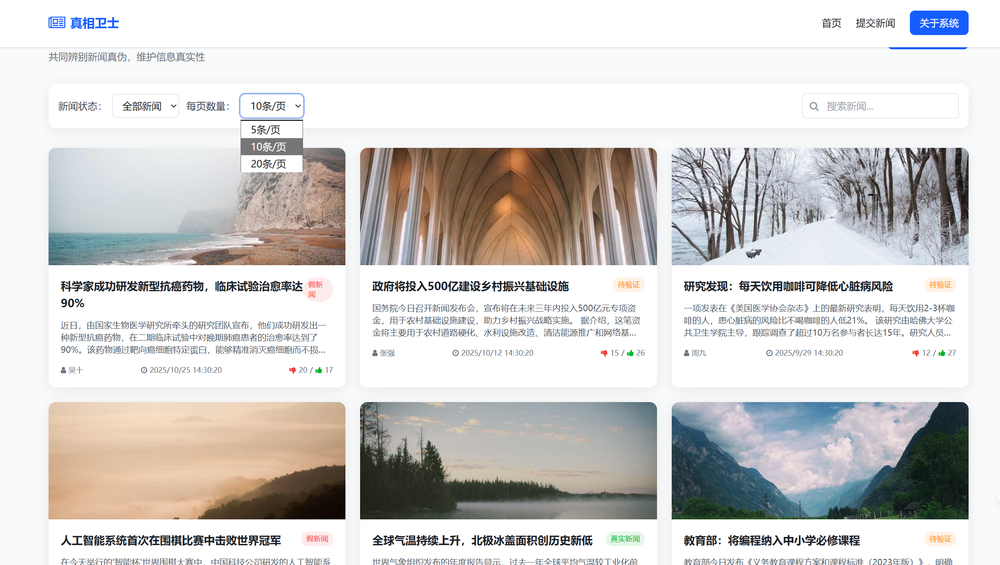 真相卫士
首页
提交新闻
关于系统
共同辨别新闻真伪，维护信息真实性
新闻状态：
全部新闻
每页数量：
10条/页
搜索新闻...
5条/页
10条/页
20条/页
科学家成功研发新型抗癌药物，临床试验治愈率达
90%
假新
闻
近日，由国家生物医学研究所牵头的研究团队宣布，他们成功研发出一
种新型抗癌药物，在二期临床试验中对晚期肺癌患者的治愈率达到了
90%。该药物通过靶向癌细胞特定蛋白，能够精准消灭癌细胞而不损...
吴十
2025/10/25 14:30:20
20 / 17
政府将投入500亿建设乡村振兴基础设施
待验证
国务院今日召开新闻发布会，宣布将在未来三年内投入500亿元专项资
金，用于农村基础设施建设，助力乡村振兴战略实施。 据介绍，这笔资
金将主要用于农村道路硬化、水利设施改造、清洁能源推广和网络基...
张强
2025/10/12 14:30:20
15 / 26
研究发现：每天饮用咖啡可降低心脏病风险
待验证
一项发表在《美国医学协会杂志》上的最新研究表明，每天饮用2-3杯咖
啡的人，患心脏病的风险比不喝咖啡的人低21%。 该研究由哈佛大学公
共卫生学院主导，跟踪调查了超过10万名参与者长达15年。研究人员...
周九
2025/9/29 14:30:20
12 / 27
人工智能系统首次在围棋比赛中击败世界冠军
假新闻
在今天举行的'智能杯'世界围棋大赛中，中国科技公司研发的人工智能系
全球气温持续上升，北极冰盖面积创历史新低
真实新闻
世界气象组织发布的年度报告显示，过去一年全球平均气温较工业化前
教育部：将编程纳入中小学必修课程
待验证
教育部今日发布《义务教育课程方案和课程标准（2023年版）》，明确